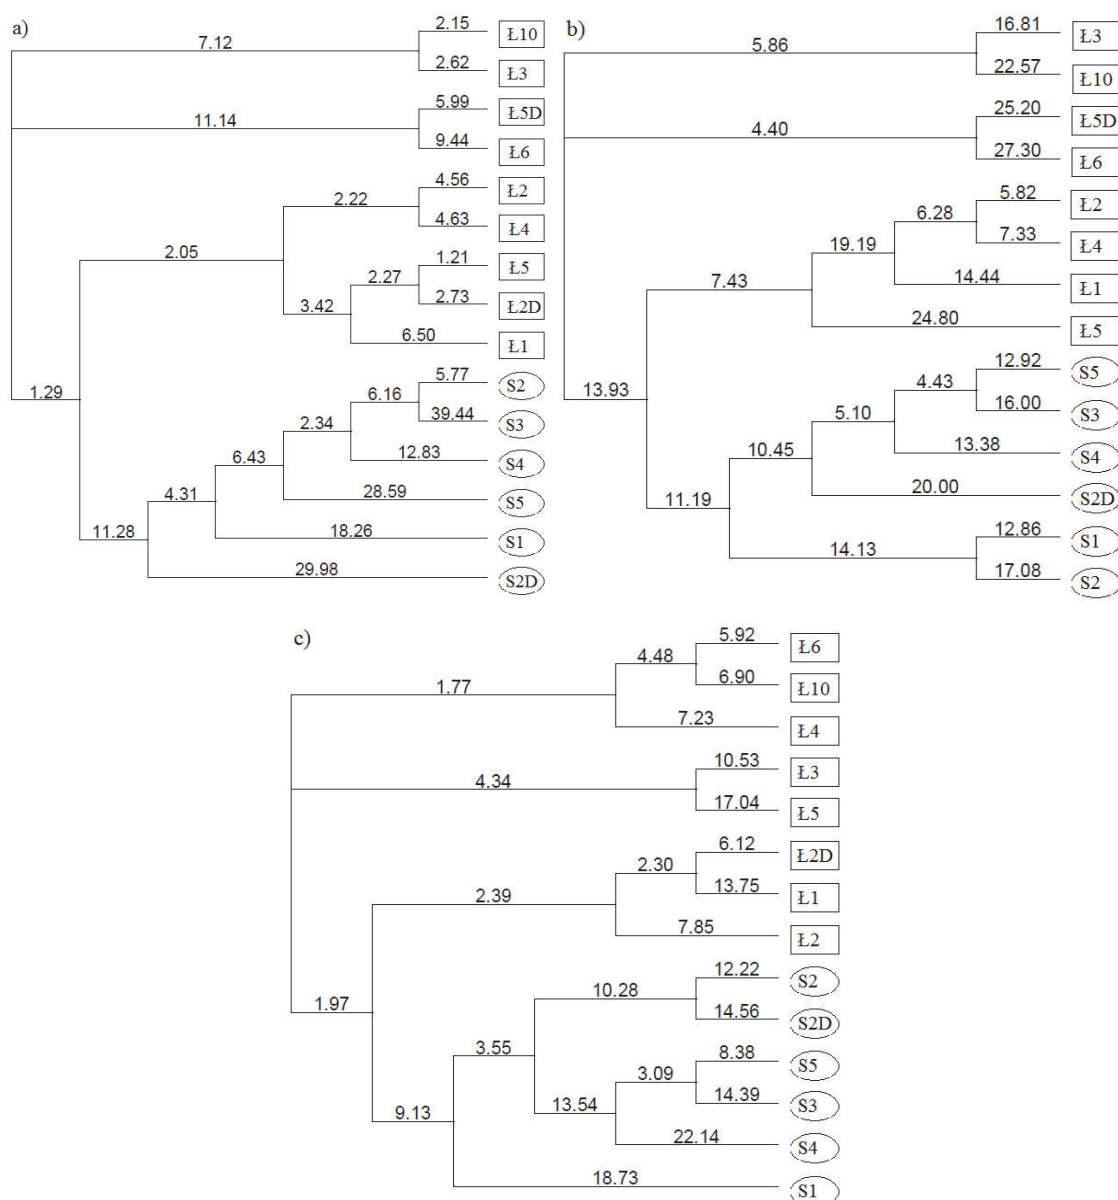 a)
2.15
Ł10
7.12
2.62
Ł3
5.99
Ł5D
11.14
9.44
Ł6
4.56
Ł2
2.22
4.63
Ł4
2.05
1.21
Ł5
2.27
2.73
Ł2D
3.42
6.50
Ł1
5.77
S2
1.29
6.16
39.44
S3
2.34
12.83
S4
6.43
28.59
S5
4.31
18.26
S1
11.28
29.98
S2D
b)
16.81
Ł3
5.86
22.57
Ł10
25.20
Ł5D
4.40
27.30
Ł6
5.82
Ł2
6.28
7.33
Ł4
19.19
14.44
Ł1
7.43
24.80
Ł5
12.92
S5
13.93
4.43
16.00
S3
5.10
13.38
S4
10.45
20.00
S2D
11.19
12.86
S1
14.13
17.08
S2
c)
5.92
Ł6
4.48
6.90
Ł10
1.77
7.23
Ł4
10.53
Ł3
4.34
17.04
Ł5
6.12
Ł2D
2.30
13.75
Ł1
2.39
7.85
Ł2
12.22
S2
10.28
14.56
S2D
1.97
3.55
8.38
S5
3.09
14.39
S3
13.54
22.14
S4
9.13
18.73
S1